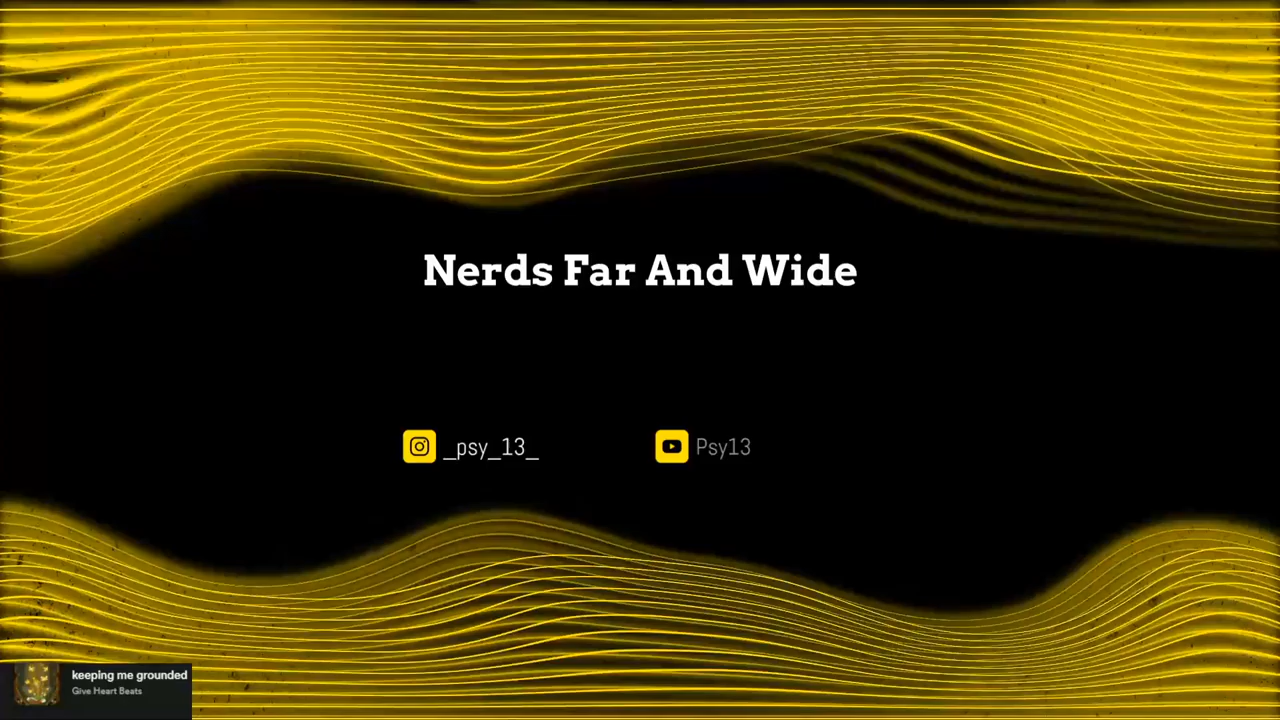 Nerds Far And Wide
_psy_13_
Psy13
keeping me grounded
Give Heart Beats